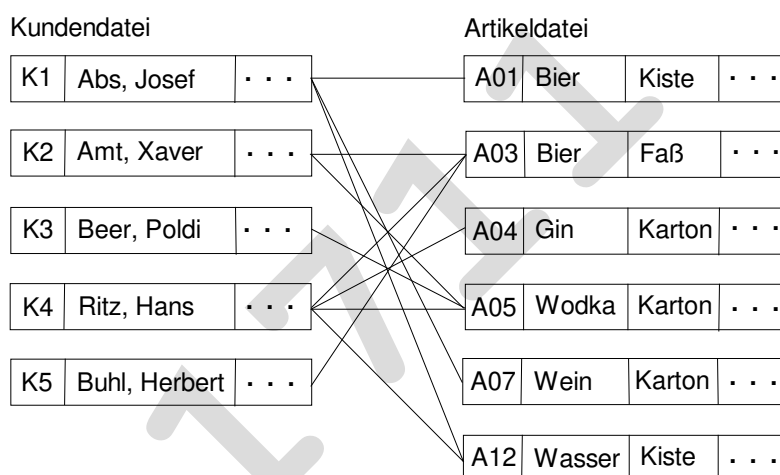 Kundendatei Artikeldatei
K1 Abs, Josef . . . A01 Bier Kiste . . .
K2 Amt, Xaver . . . A03 Bier Faß . . .
K3 Beer, Poldi . . . A04 Gin Karton . . .
K4 Ritz, Hans . . . A05 Wodka Karton . . .
K5 Buhl, Herbert . . . A07 Wein Karton . . .
A12 Wasser Kiste . . .
1711